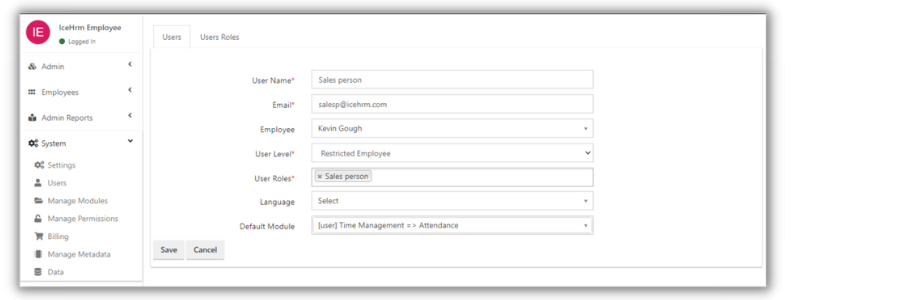 IE
IceHrm Employee
Logged In
Admin
Employees
Admin Reports
System
Settings
Users
Manage Modules
Manage Permissions
Billing
Manage Metadata
Data
Users Users Roles
User Name* Sales person
Email* salesp@icehrm.com
Employee Kevin Gough
User Level* Restricted Employee
User Roles* × Sales person
Language Select
Default Module [user] Time Management => Attendance
Save Cancel